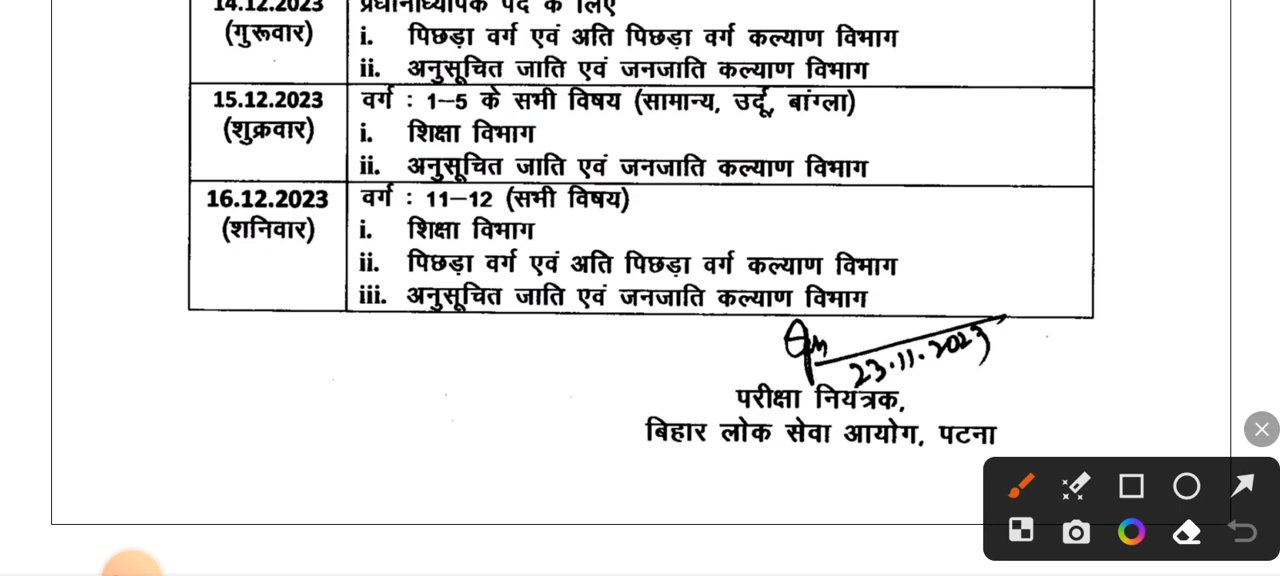 14.12.2023
(गुरूवार)
प्रधानाध्यापक पद के लिए
i. पिछड़ा वर्ग एवं अति पिछड़ा वर्ग कल्याण विभाग
ii. अनुसूचित जाति एवं जनजाति कल्याण विभाग
15.12.2023
(शुक्रवार)
वर्ग : 1–5 के सभी विषय (सामान्य, उर्दू, बांग्ला)
i. शिक्षा विभाग
ii. अनुसूचित जाति एवं जनजाति कल्याण विभाग
16.12.2023
(शनिवार)
वर्ग : 11–12 (सभी विषय)
i. शिक्षा विभाग
ii. पिछड़ा वर्ग एवं अति पिछड़ा वर्ग कल्याण विभाग
iii. अनुसूचित जाति एवं जनजाति कल्याण विभाग
23.11.2023
परीक्षा नियंत्रक,
बिहार लोक सेवा आयोग, पटना